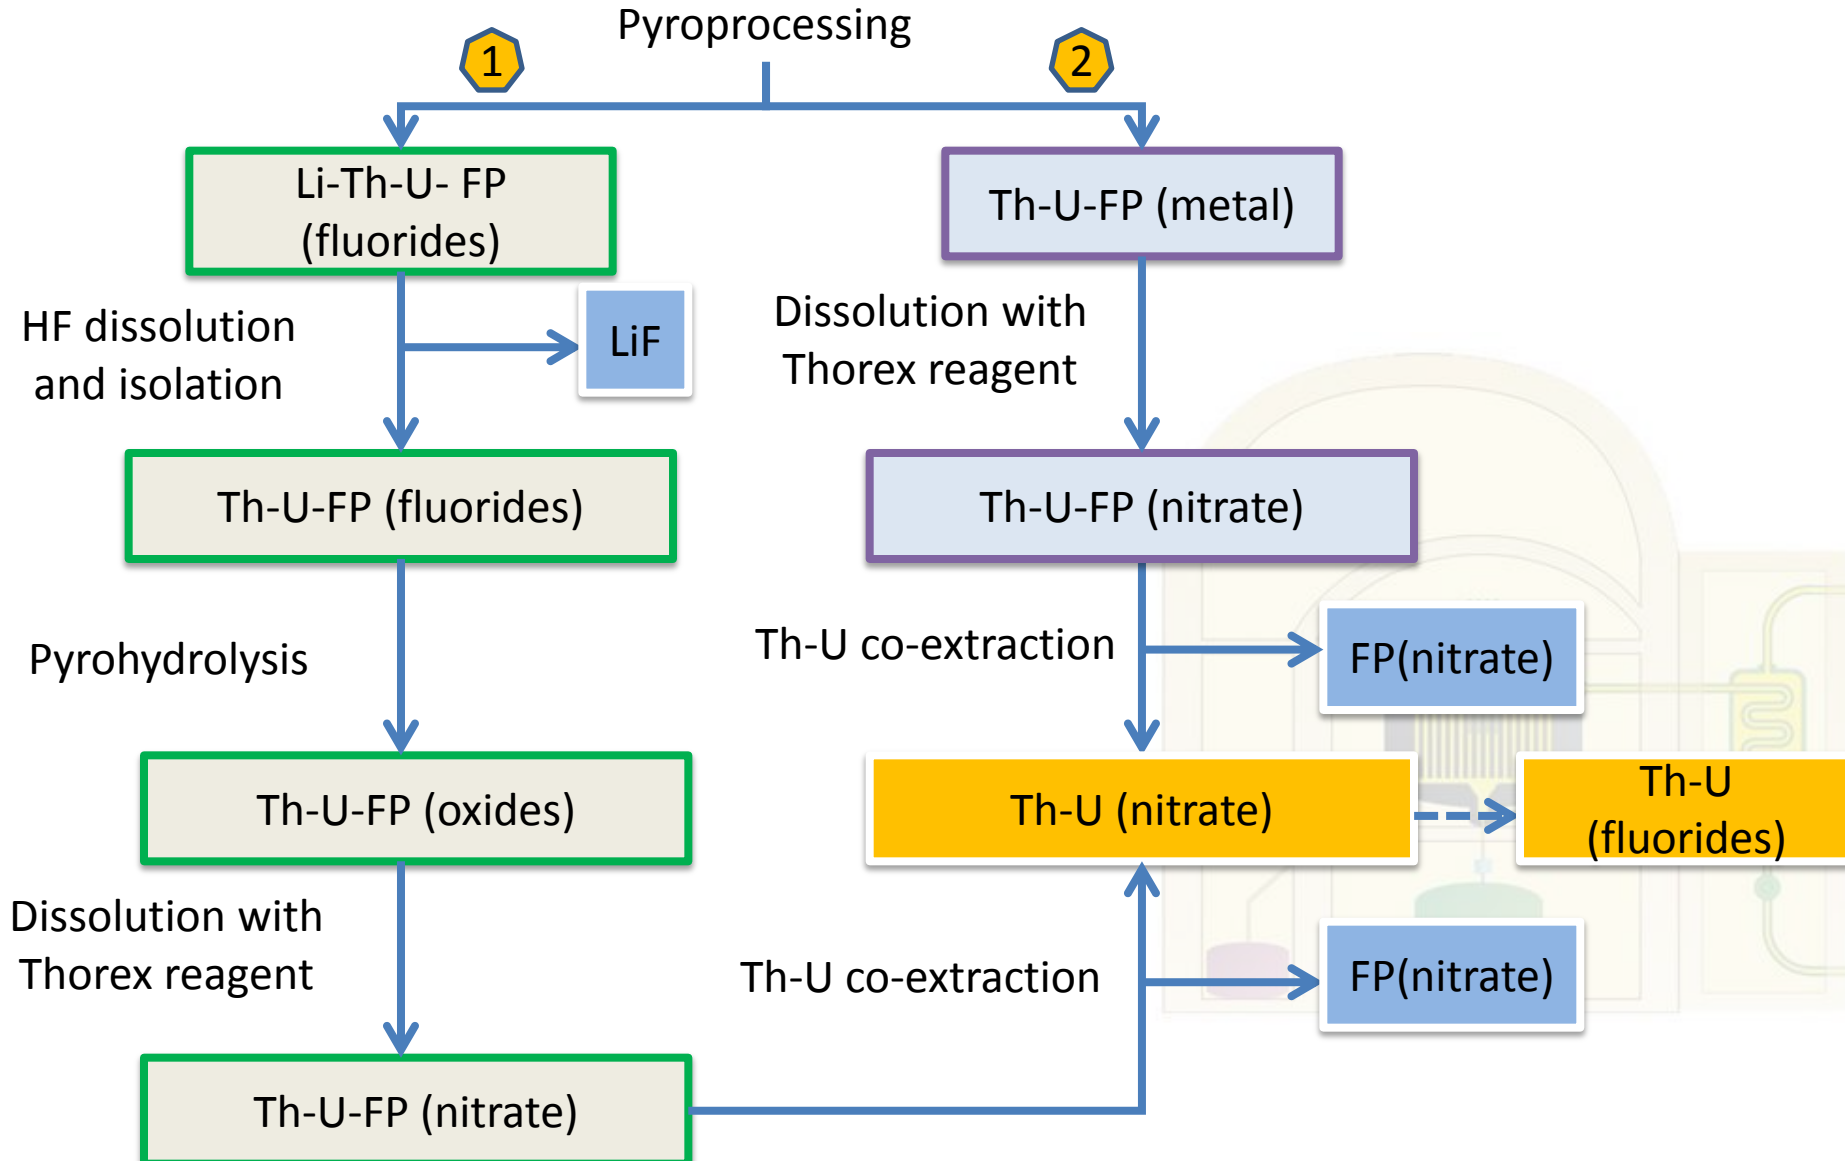 Pyroprocessing
1
2
Li-Th-U- FP
(fluorides)
Th-U-FP (metal)
HF dissolution
and isolation
LiF
Dissolution with
Thorex reagent
Th-U-FP (fluorides)
Th-U-FP (nitrate)
Pyrohydrolysis
Th-U co-extraction
FP(nitrate)
Th-U-FP (oxides)
Th-U (nitrate)
Th-U
(fluorides)
Dissolution with
Thorex reagent
Th-U co-extraction
FP(nitrate)
Th-U-FP (nitrate)